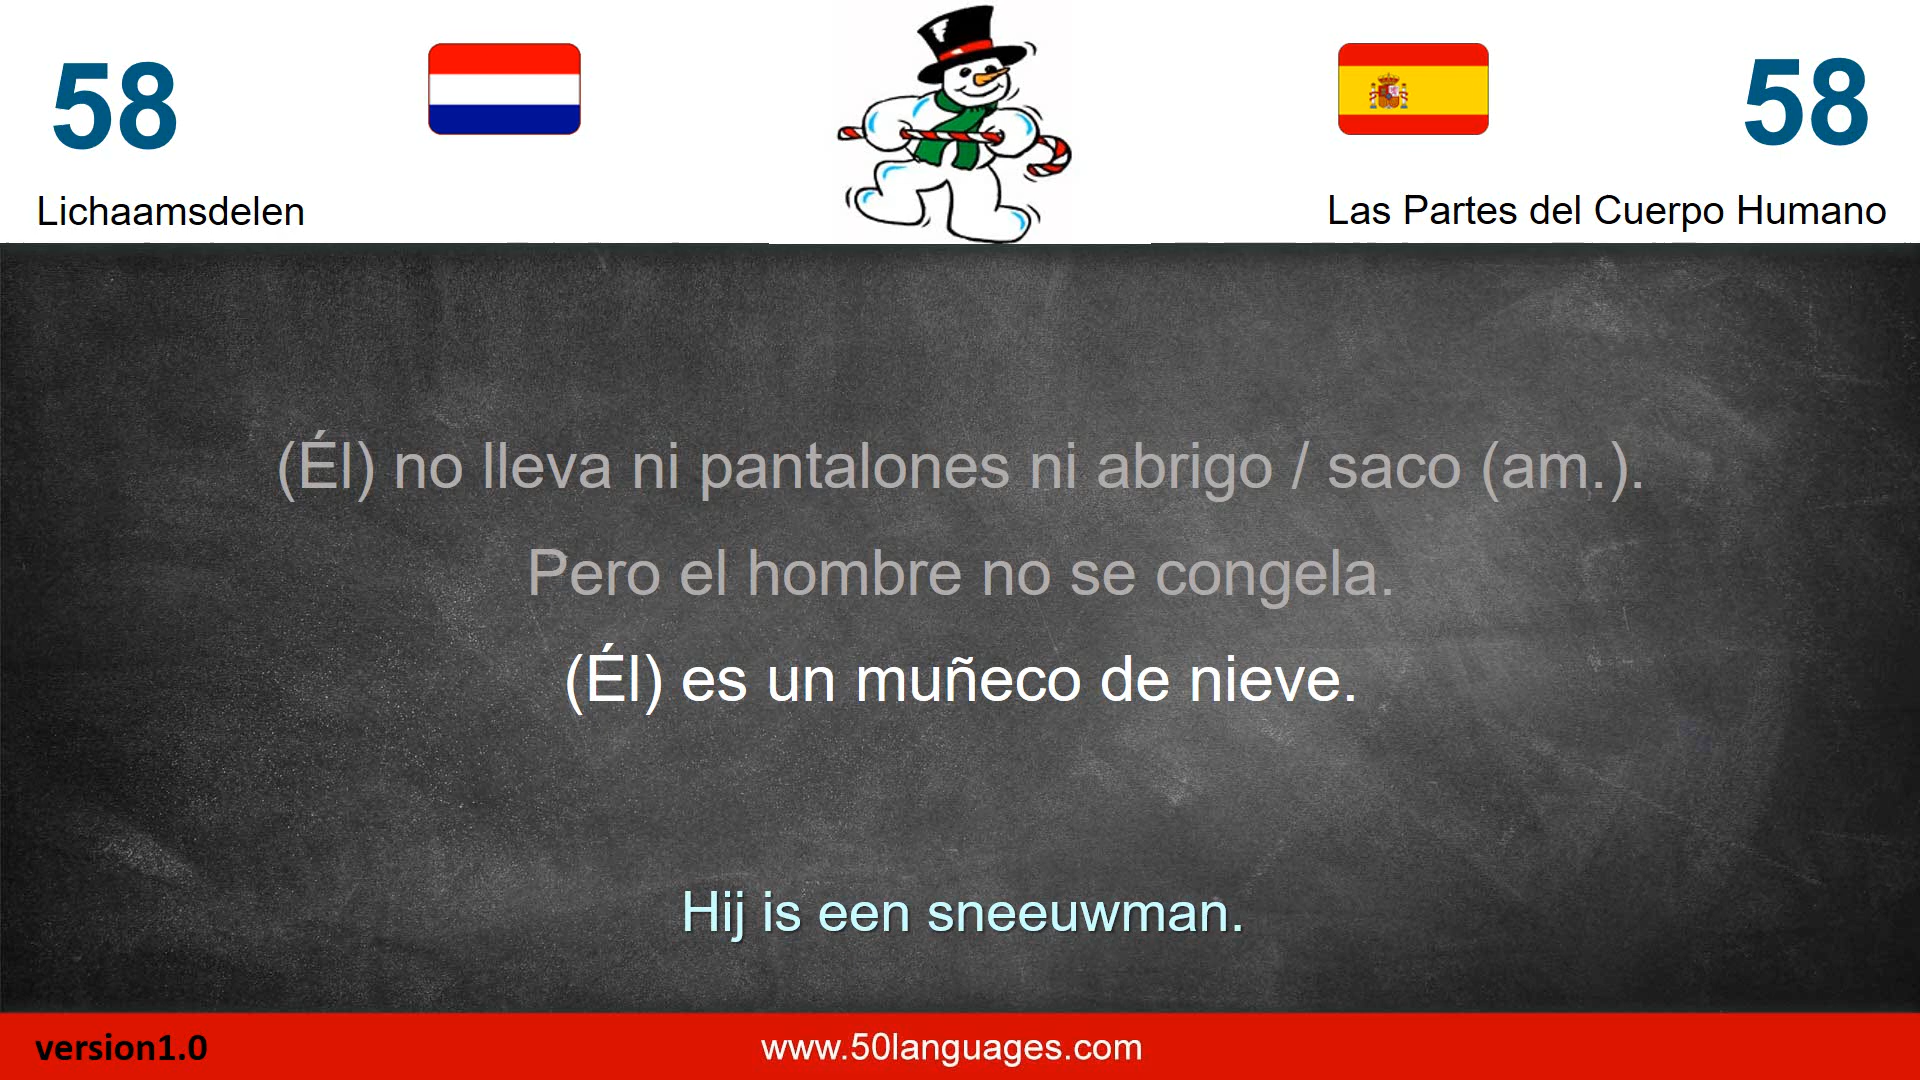 58
58
Lichaamsdelen
Las Partes del Cuerpo Humano
(Él) no lleva ni pantalones ni abrigo / saco (am.).
Pero el hombre no se congela.
(Él) es un muñeco de nieve.
Hij is een sneeuwman.
version1.0
www.50languages.com